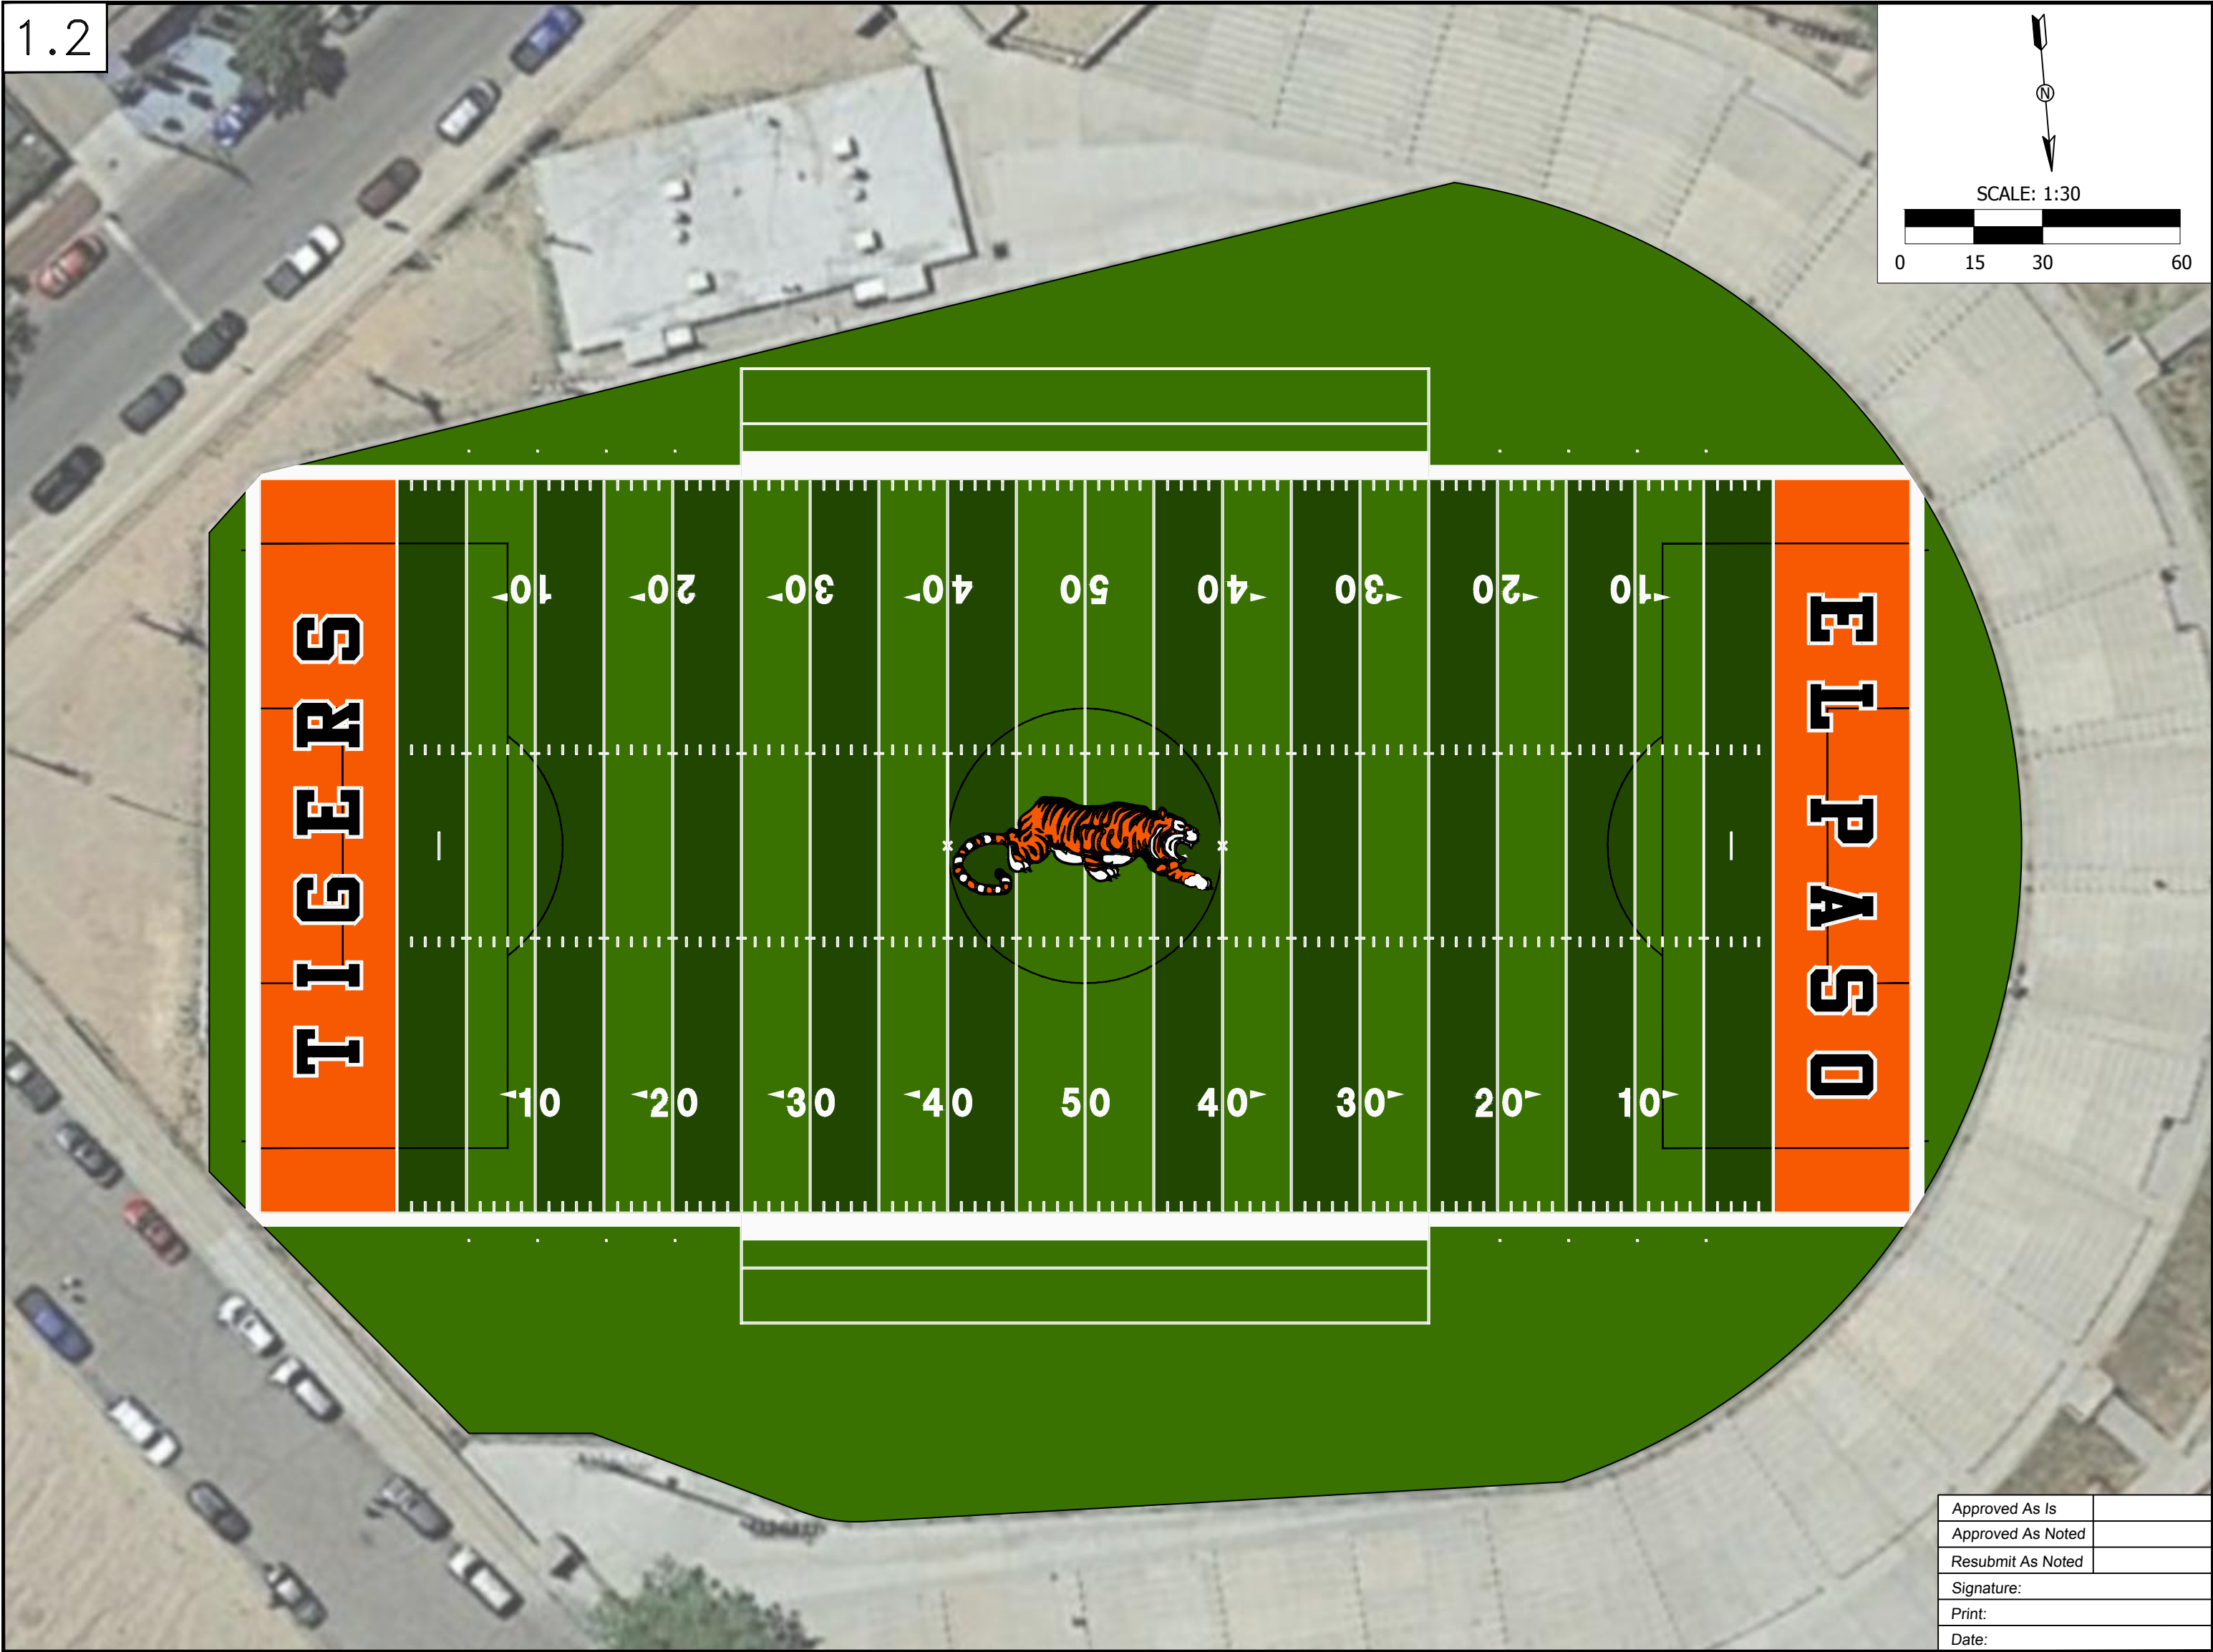 1.2
N
SCALE: 1:30
0 15 30 60
10 20 30 40 50 40 30 20 10
TIGERS
EL PASO
10 20 30 40 50 40 30 20 10
Approved As Is
Approved As Noted
Resubmit As Noted
Signature:
Print:
Date: